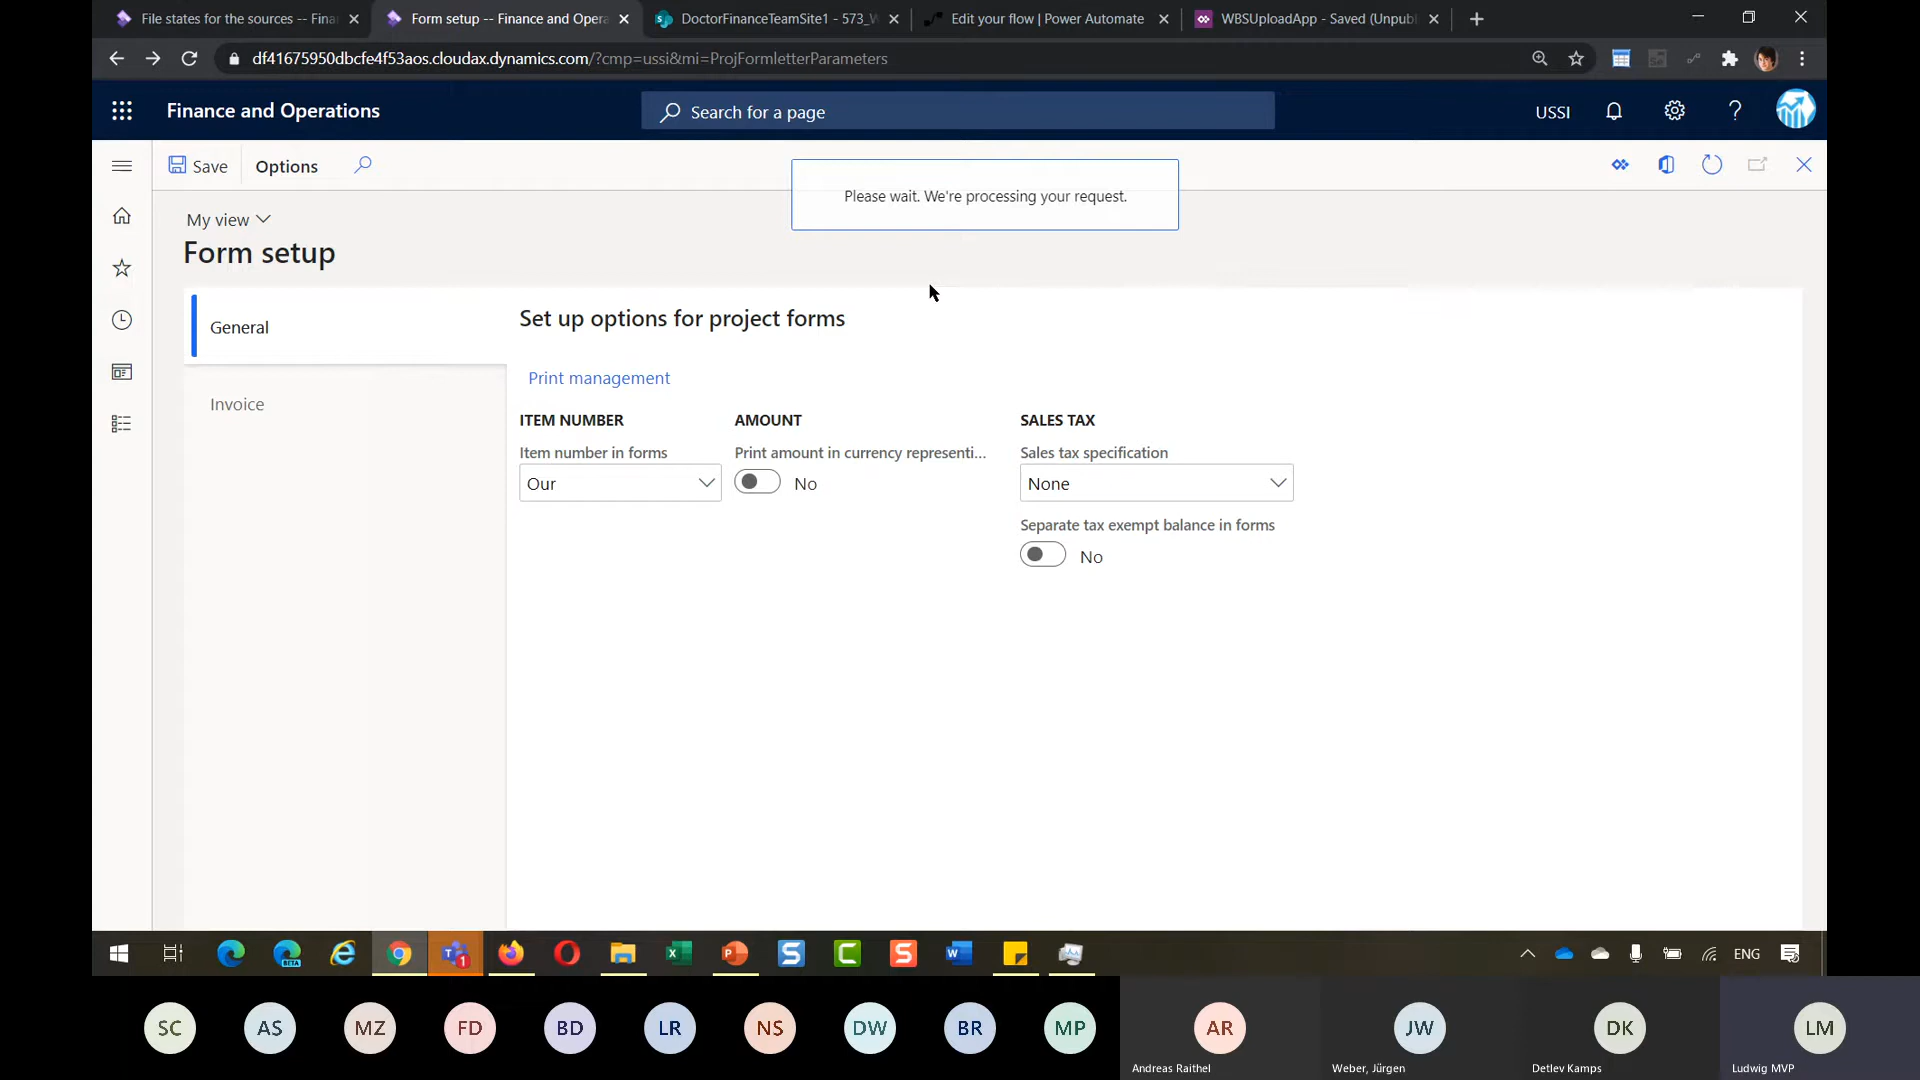 File states for the sources -- Finan
Form setup -- Finance and Opera
DoctorFinanceTeamSite1 - 573_W
Edit your flow | Power Automate
WBSUploadApp - Saved (Unpubl
df41675950dbcfe4f53aos.cloudax.dynamics.com/?cmp=ussi&mi=ProjFormletterParameters
Finance and Operations
Search for a page
USSI
Save
Options
Please wait. We're processing your request.
My view
Form setup
General
Invoice
Set up options for project forms
Print management
ITEM NUMBER
AMOUNT
SALES TAX
Item number in forms
Print amount in currency representi...
Sales tax specification
Our
No
None
Separate tax exempt balance in forms
No
BETA
1
ENG
SC
AS
MZ
FD
BD
LR
NS
DW
BR
MP
AR
JW
DK
LM
Andreas Raithel
Weber, Jürgen
Detlev Kamps
Ludwig MVP